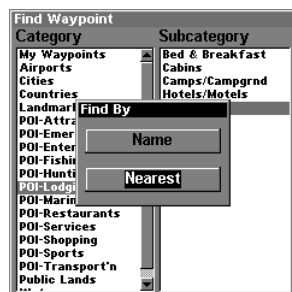 Find Waypoint
Category
My Waypoints
Airports
Cities
Countries
Landmar
POI-Attra
POI-Emer
POI-Enter
POI-Fishi
POI-Hunti
POI-Lodgi
POI-Marin
POI-Restaurants
POI-Services
POI-Shopping
POI-Sports
POI-Transport'n
Public Lands
Subcategory
Bed & Breakfast
Cabins
Camps/Campgrnd
Hotels/Motels
Find By
Name
Nearest